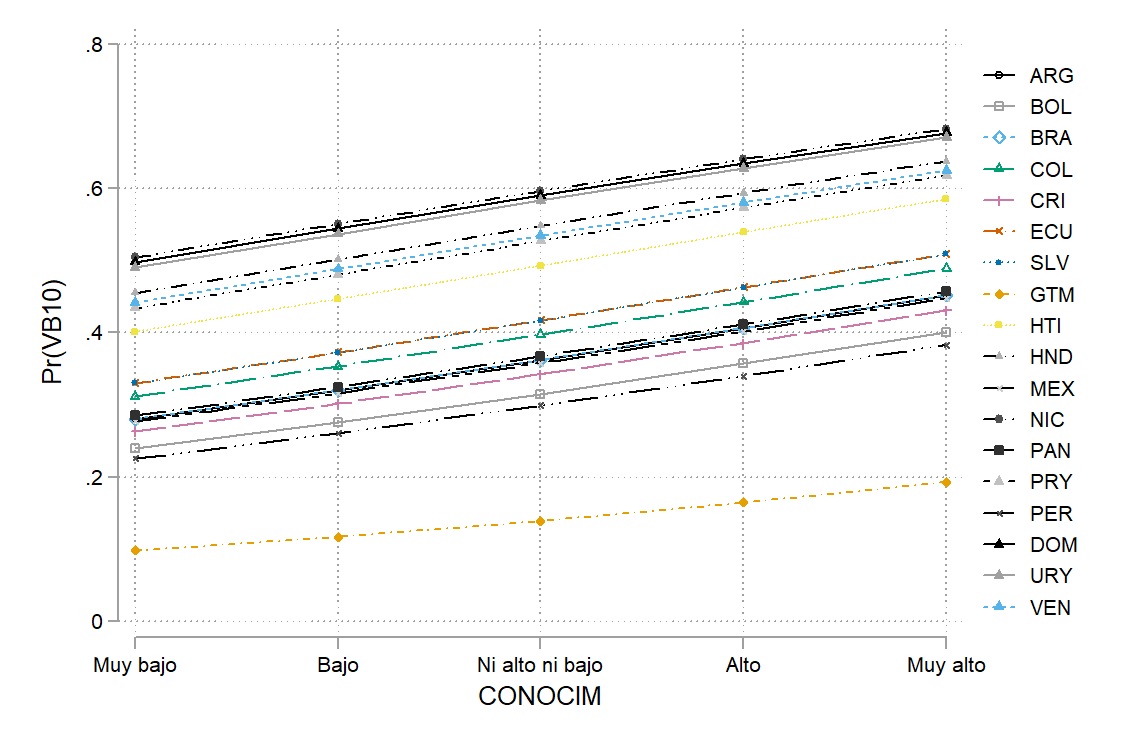 .8
.6
.4
.2
0
Pr(VB10)
Muy bajo
Bajo
Ni alto ni bajo
Alto
Muy alto
CONOCIM
ARG
BOL
BRA
COL
CRI
ECU
SLV
GTM
HTI
HND
MEX
NIC
PAN
PRY
PER
DOM
URY
VEN